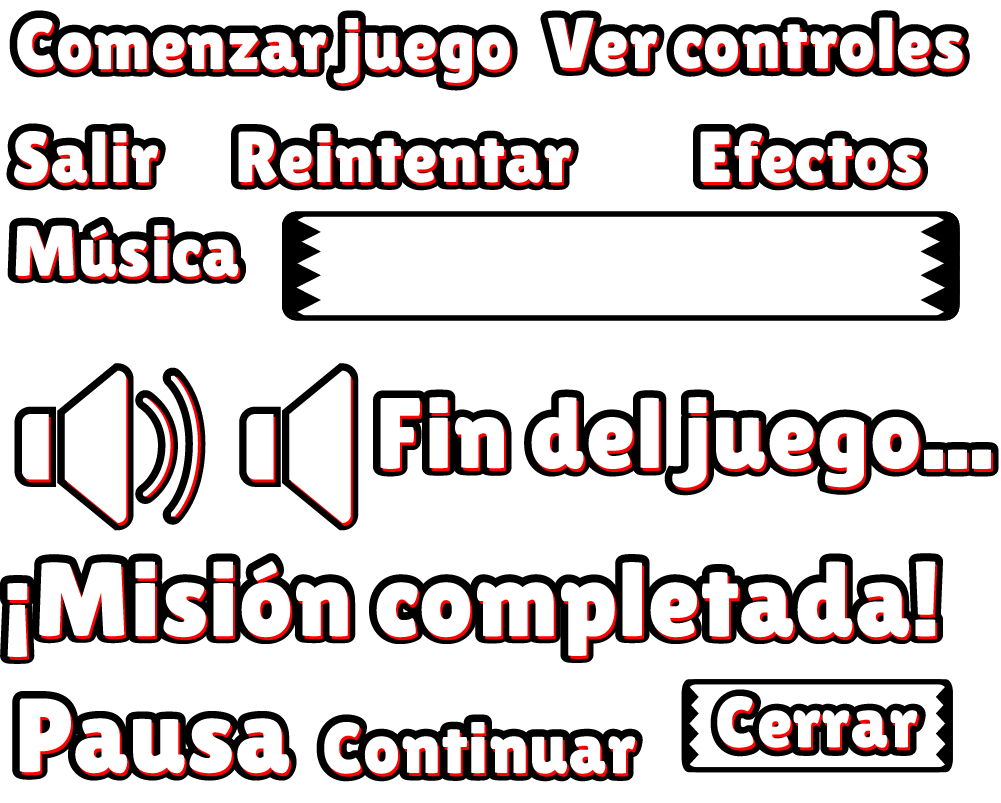 Comenzar juego Ver controles
Salir Reintentar Efectos
Música
Fin del juego...
¡Misión completada!
Pausa Continuar Cerrar